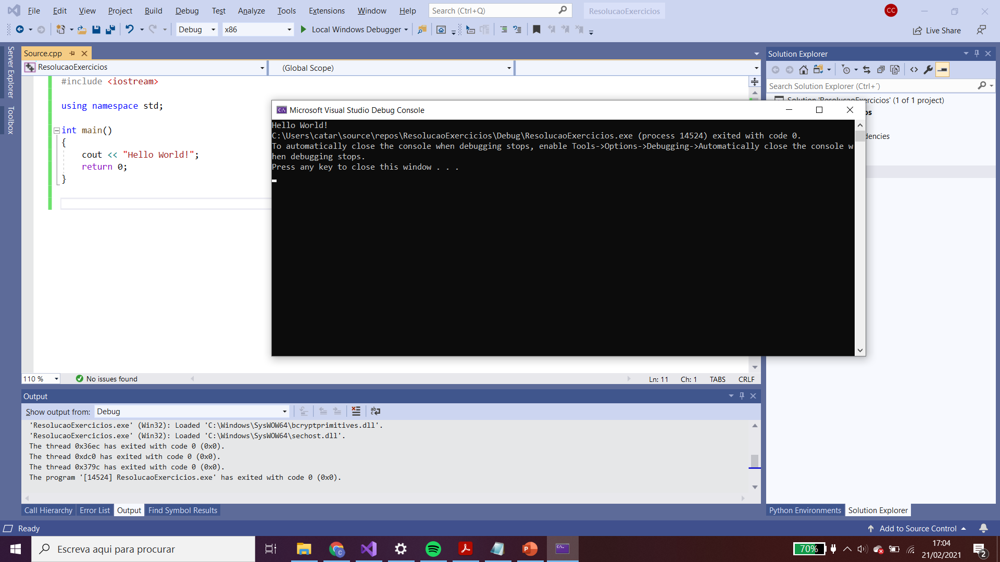 File Edit View Project Build Debug Test Analyze Tools Extensions Window Help Search (Ctrl+Q) ResolucaoExercicios CC
Debug x86 Local Windows Debugger Live Share
Server Explorer
Toolbox
Source.cpp
ResolucaoExercicios (Global Scope)
#include <iostream>
using namespace std;
int main()
{
cout << "Hello World!";
return 0;
}
Microsoft Visual Studio Debug Console
Hello World!
C:\Users\catar\source\repos\ResolucaoExercicios\Debug\ResolucaoExercicios.exe (process 14524) exited with code 0.
To automatically close the console when debugging stops, enable Tools->Options->Debugging->Automatically close the console w
hen debugging stops.
Press any key to close this window . . .
Solution Explorer
Search Solution Explorer (Ctrl+´)
Solution 'ResolucaoExercicios' (1 of 1 project)
os
dencies
110 % No issues found Ln: 11 Ch: 1 TABS CRLF
Output
Show output from: Debug
'ResolucaoExercicios.exe' (Win32): Loaded 'C:\Windows\SysWOW64\bcryptprimitives.dll'.
'ResolucaoExercicios.exe' (Win32): Loaded 'C:\Windows\SysWOW64\sechost.dll'.
The thread 0x36ec has exited with code 0 (0x0).
The thread 0xdc0 has exited with code 0 (0x0).
The thread 0x379c has exited with code 0 (0x0).
The program '[14524] ResolucaoExercicios.exe' has exited with code 0 (0x0).
Call Hierarchy Error List Output Find Symbol Results
Python Environments Solution Explorer
Ready Add to Source Control
Escreva aqui para procurar
70% 17:04
21/02/2021
2